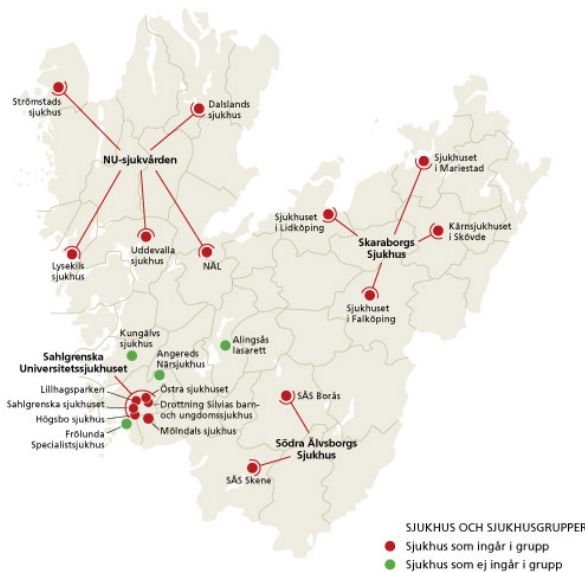 Strömstads
sjukhus
Dalslands
sjukhus
NU-sjukvården
Sjukhuset
i Mariestad
Sjukhuset
i Lidköping
Kärnsjukhuset
i Skövde
Skaraborgs
Sjukhus
Lysekils
sjukhus
Uddevalla
sjukhus
NÄL
Sjukhuset
i Falköping
Kungälvs
sjukhus
Angereds
Närsjukhus
Alingsås
lasarett
Sahlgrenska
Universitetssjukhuset
Lillhagsparken
Sahlgrenska sjukhuset
Högsbo sjukhus
Frölunda
Specialistsjukhus
Östra sjukhuset
Drottning Silvias barn-
och ungdomssjukhus
Mölndals sjukhus
SÄS Borås
Södra Älvsborgs
Sjukhus
SÄS Skene
SJUKHUS OCH SJUKHUSGRUPPER
Sjukhus som ingår i grupp
Sjukhus som ej ingår i grupp